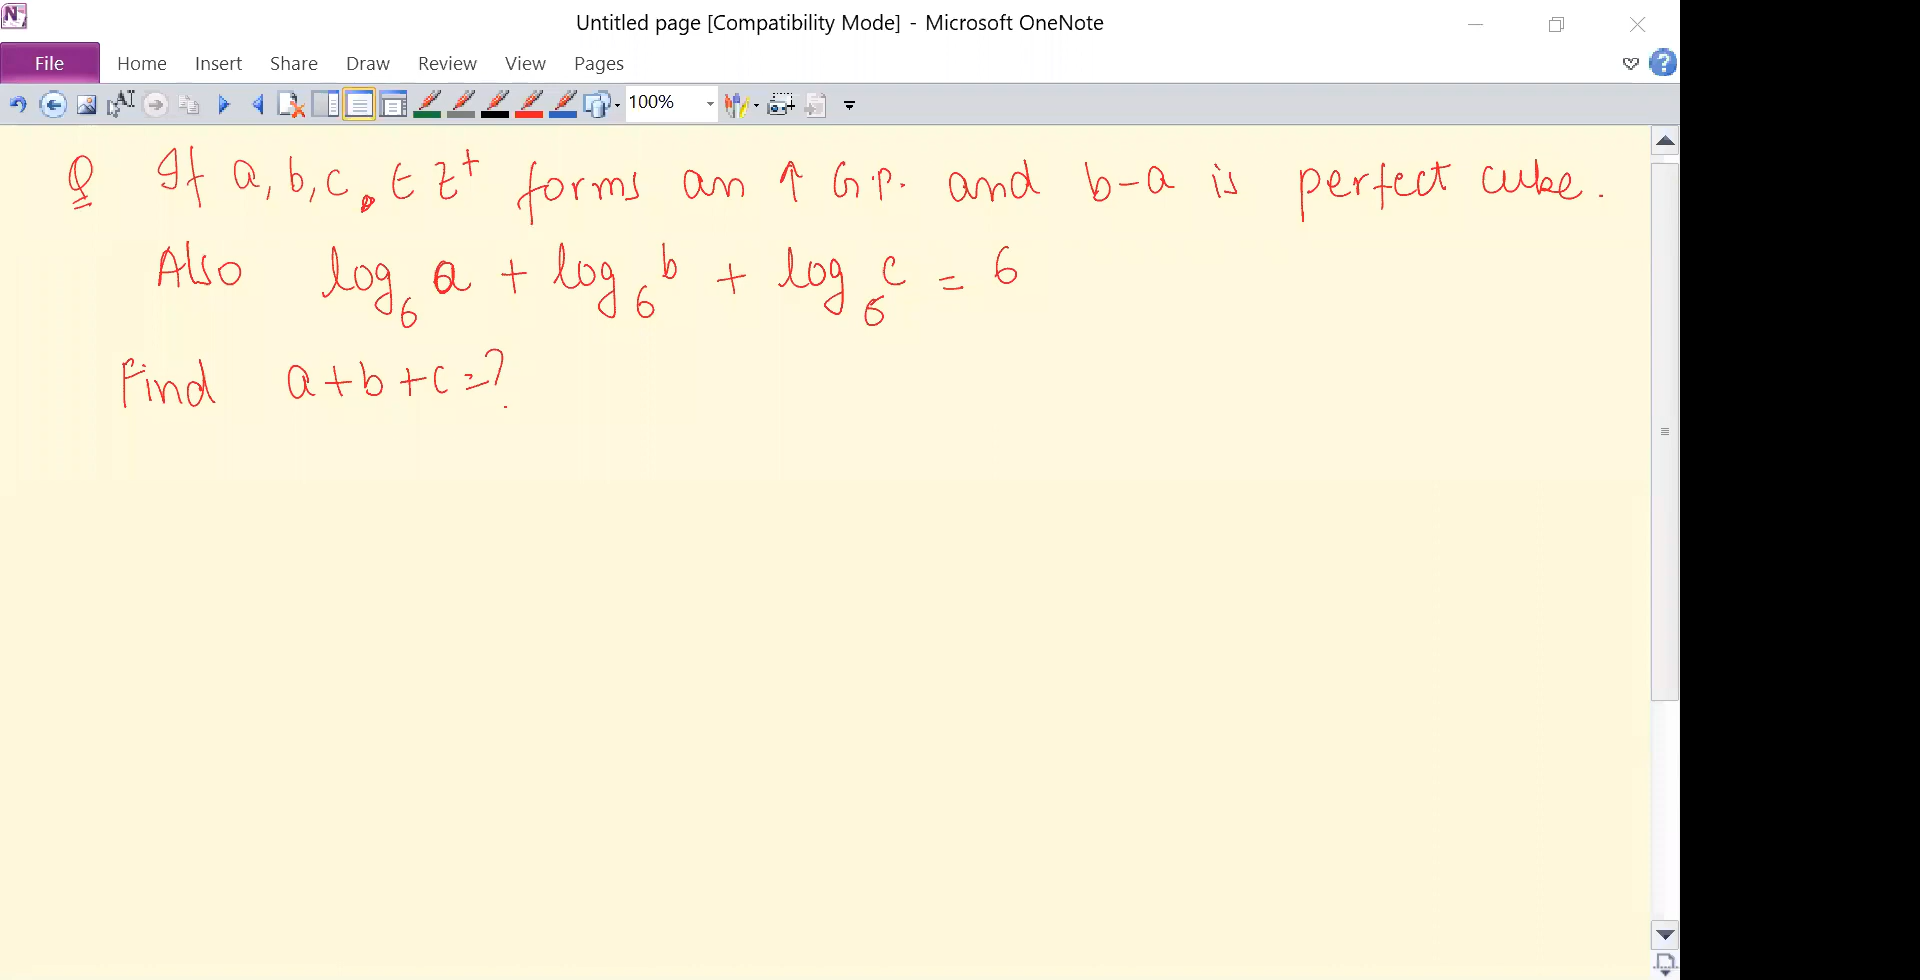 Untitled page [Compatibility Mode] - Microsoft OneNote
File Home Insert Share Draw Review View Pages
100%
Q If a, b, c, ∈ Z⁺ forms an ↑ G.P. and b-a is perfect cube.
Also log₆ a + log₆ b + log₆ c = 6
Find a+b+c=?